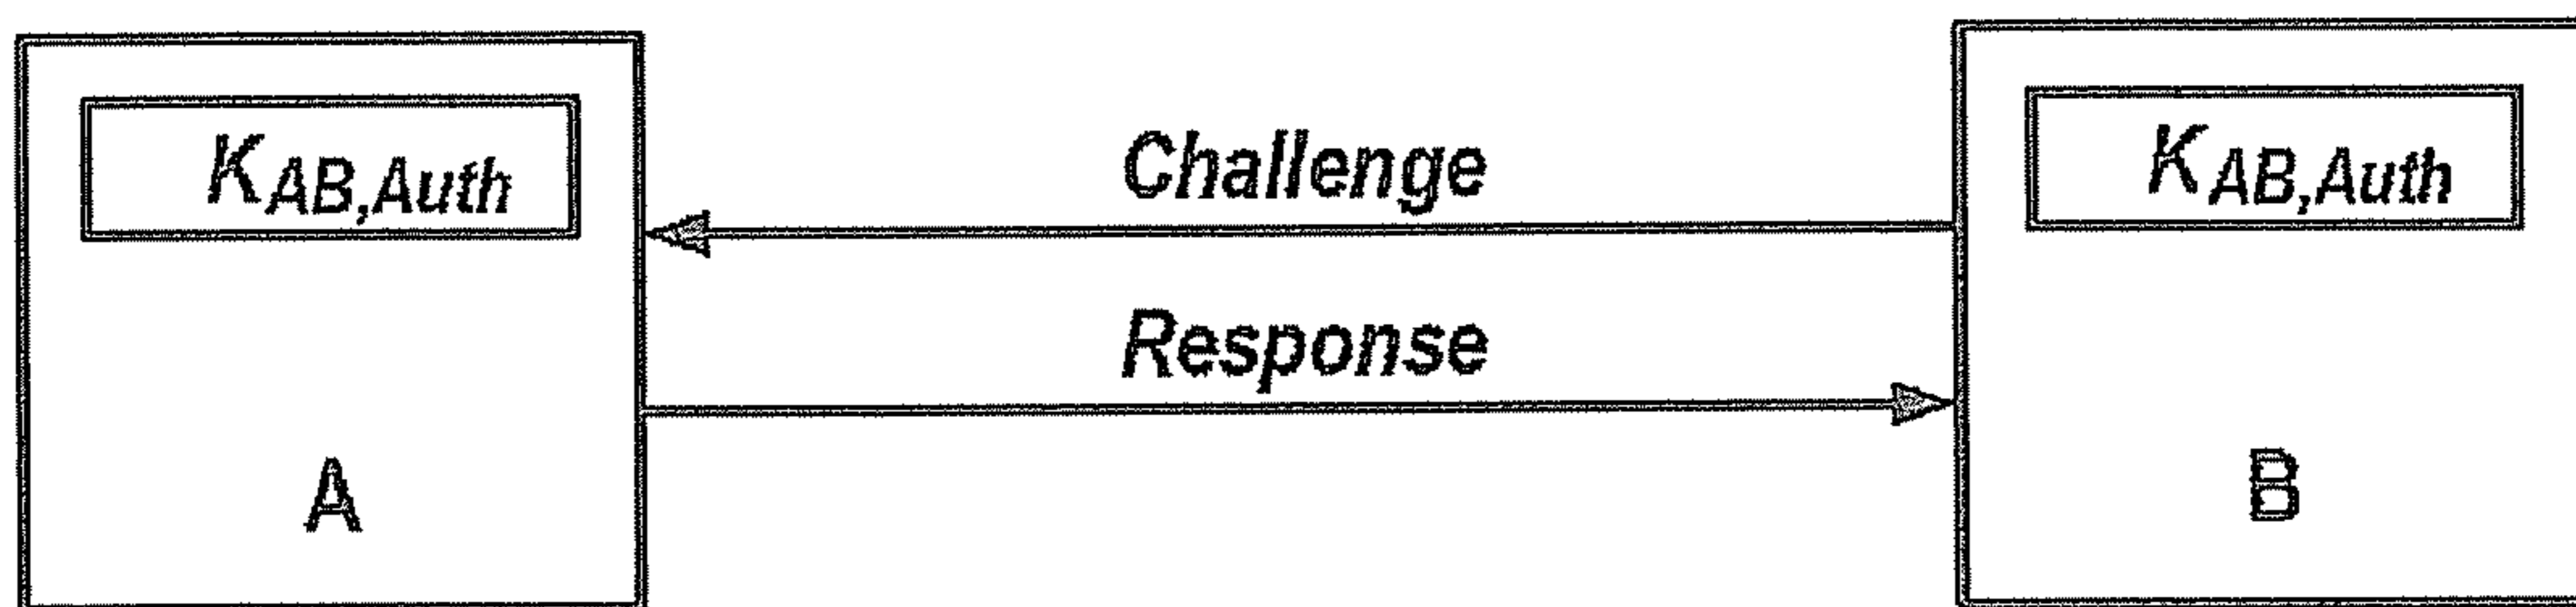 K_AB,Auth
Challenge
K_AB,Auth
Response
A
B